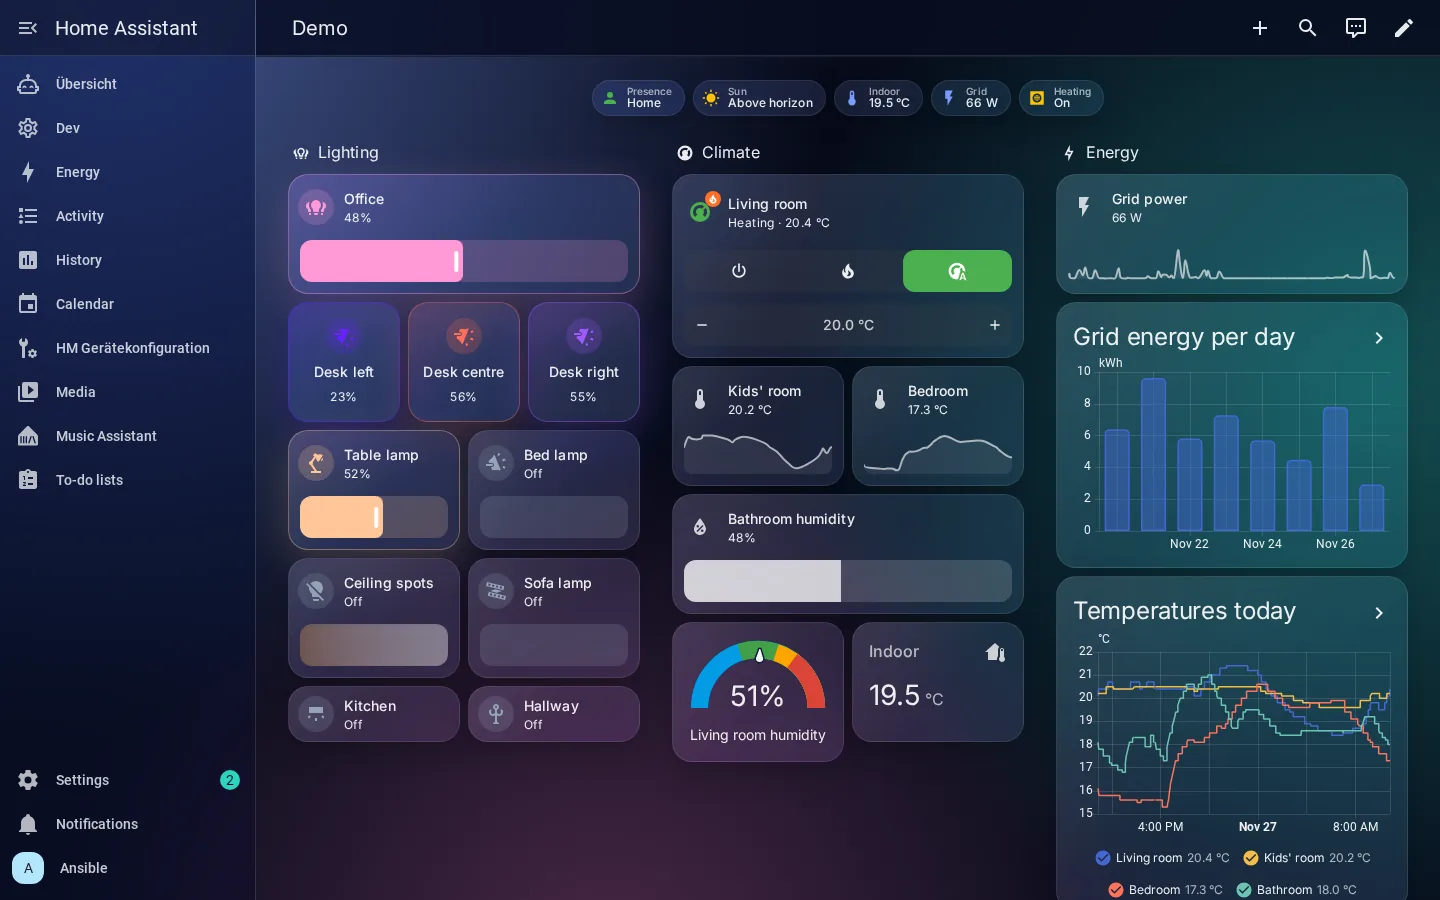 Home Assistant
Demo
Übersicht
Dev
Energy
Activity
History
Calendar
HM Gerätekonfiguration
Media
Music Assistant
To-do lists
Settings
2
Notifications
A
Ansible
Presence
Home
Sun
Above horizon
Indoor
19.5 °C
Grid
66 W
Heating
On
Lighting
Office
48%
Desk left
23%
Desk centre
56%
Desk right
55%
Table lamp
52%
Bed lamp
Off
Ceiling spots
Off
Sofa lamp
Off
Kitchen
Off
Hallway
Off
Climate
Living room
Heating · 20.4 °C
20.0 °C
Kids' room
20.2 °C
Bedroom
17.3 °C
Bathroom humidity
48%
51%
Living room humidity
Indoor
19.5 °C
Energy
Grid power
66 W
Grid energy per day
kWh
10
8
6
4
2
0
Nov 22 Nov 24 Nov 26
Temperatures today
°C
22
21
20
19
18
17
16
15
4:00 PM Nov 27 8:00 AM
Living room 20.4 °C Kids' room 20.2 °C
Bedroom 17.3 °C Bathroom 18.0 °C